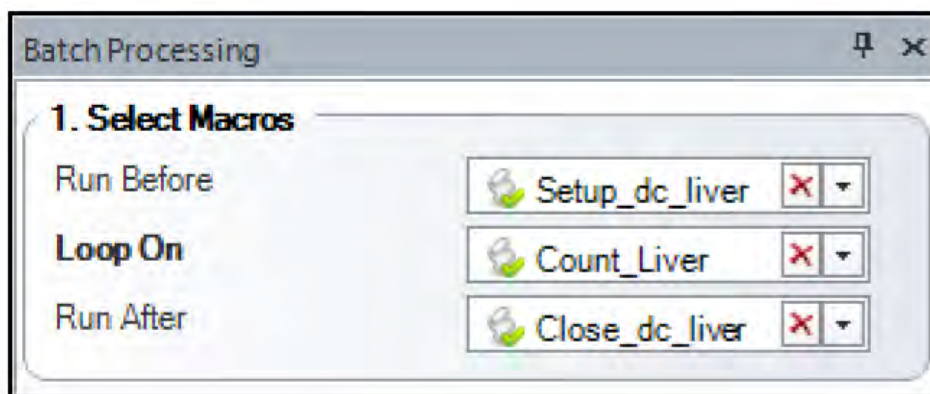 Batch Processing
1. Select Macros
Run Before Setup_dc_liver
Loop On Count_Liver
Run After Close_dc_liver